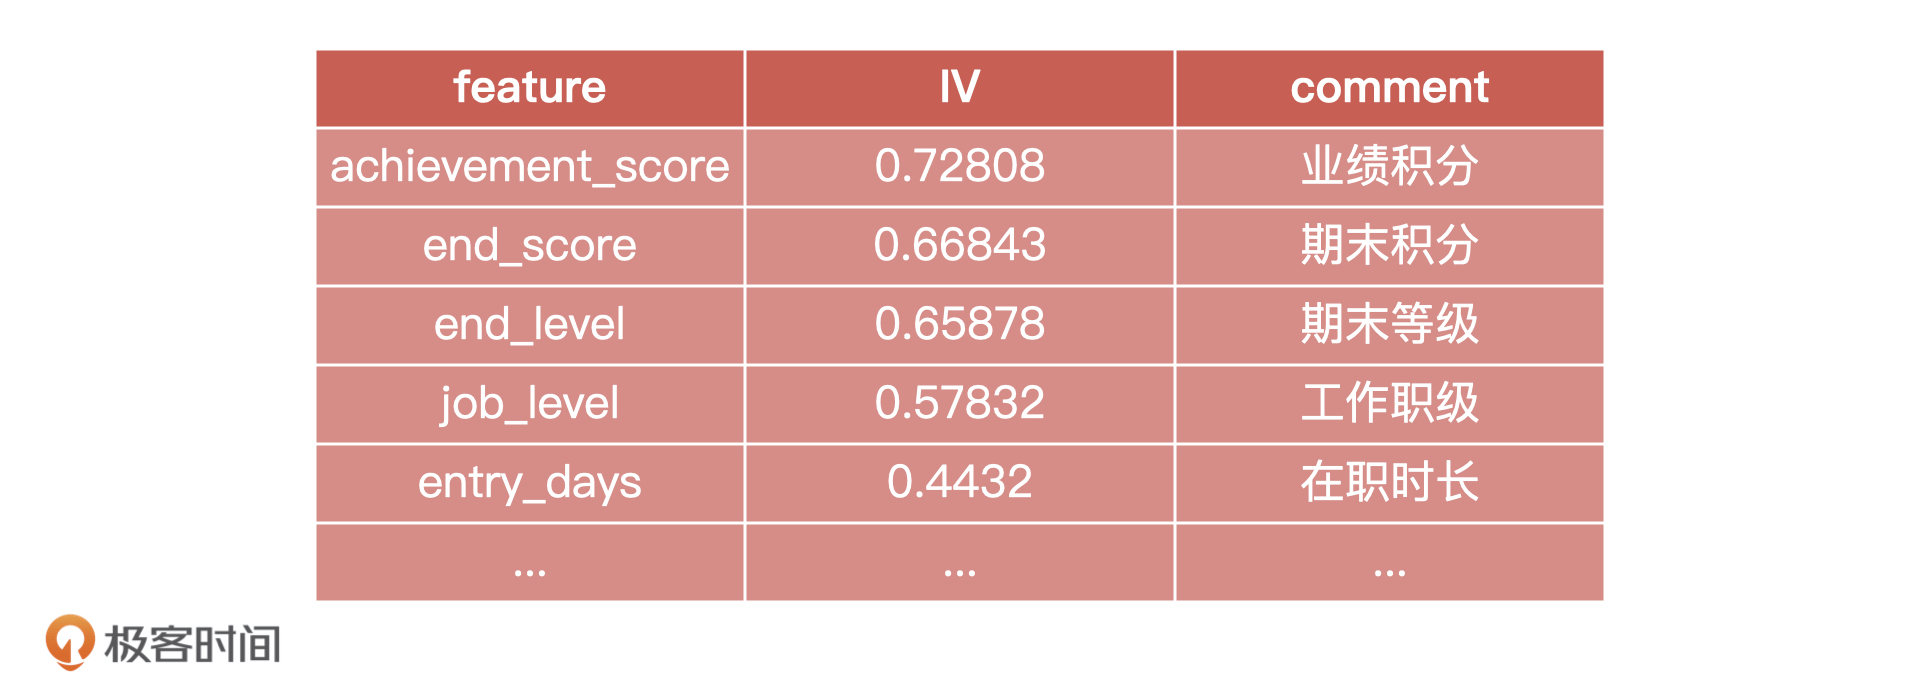 feature IV comment
achievement_score 0.72808 业绩积分
end_score 0.66843 期末积分
end_level 0.65878 期末等级
job_level 0.57832 工作职级
entry_days 0.4432 在职时长
... ... ...
极客时间